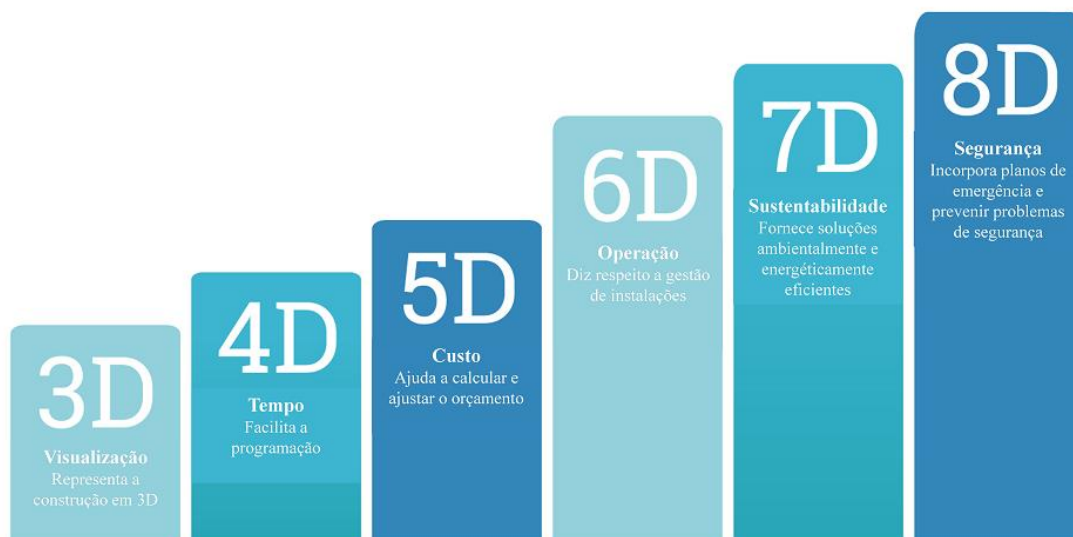 3D
Visualização
Representa a
construção em 3D
4D
Tempo
Facilita a
programação
5D
Custo
Ajuda a calcular e
ajustar o orçamento
6D
Operação
Diz respeito a gestão
de instalações
7D
Sustentabilidade
Fornece soluções
ambientalmente e
energéticamente
eficientes
8D
Segurança
Incorpora planos de
emergência e
prevenir problemas
de segurança